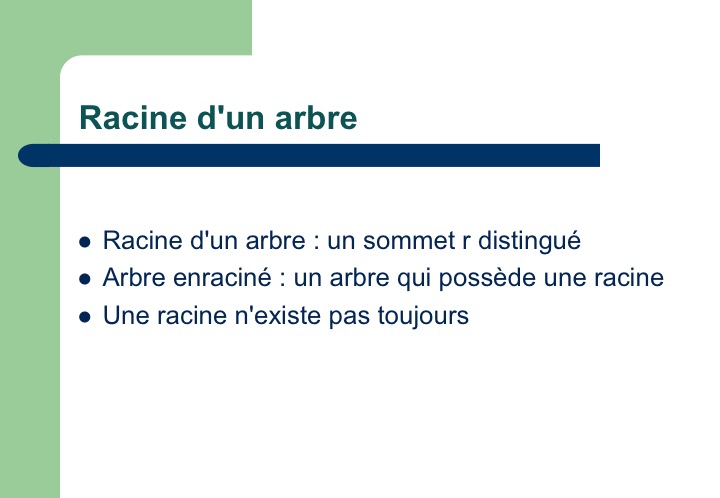 Racine d'un arbre
● Racine d'un arbre : un sommet r distingué
● Arbre enraciné : un arbre qui possède une racine
● Une racine n'existe pas toujours